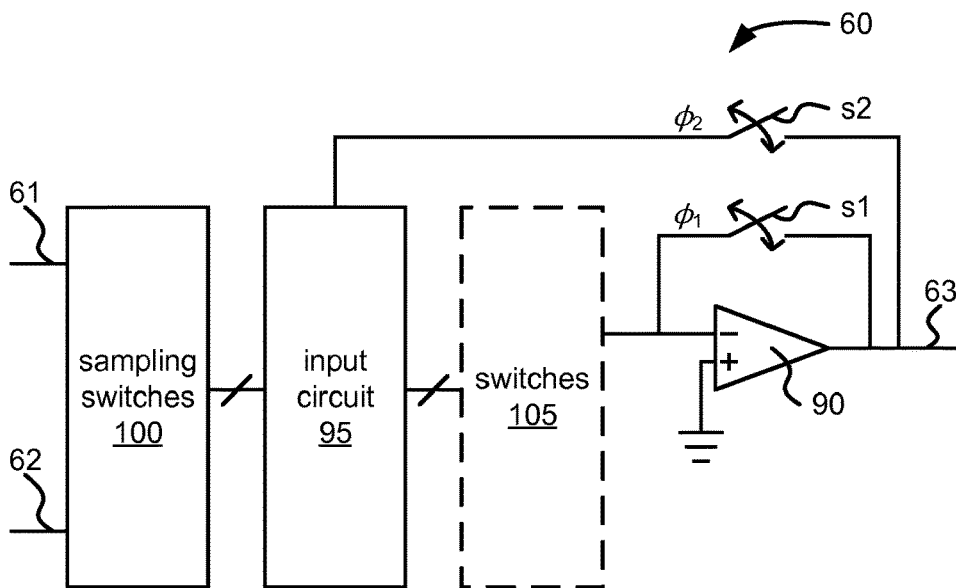 60
ϕ2
s2
61
ϕ1
s1
63
sampling
switches
100
input
circuit
95
switches
105
−
+
90
62